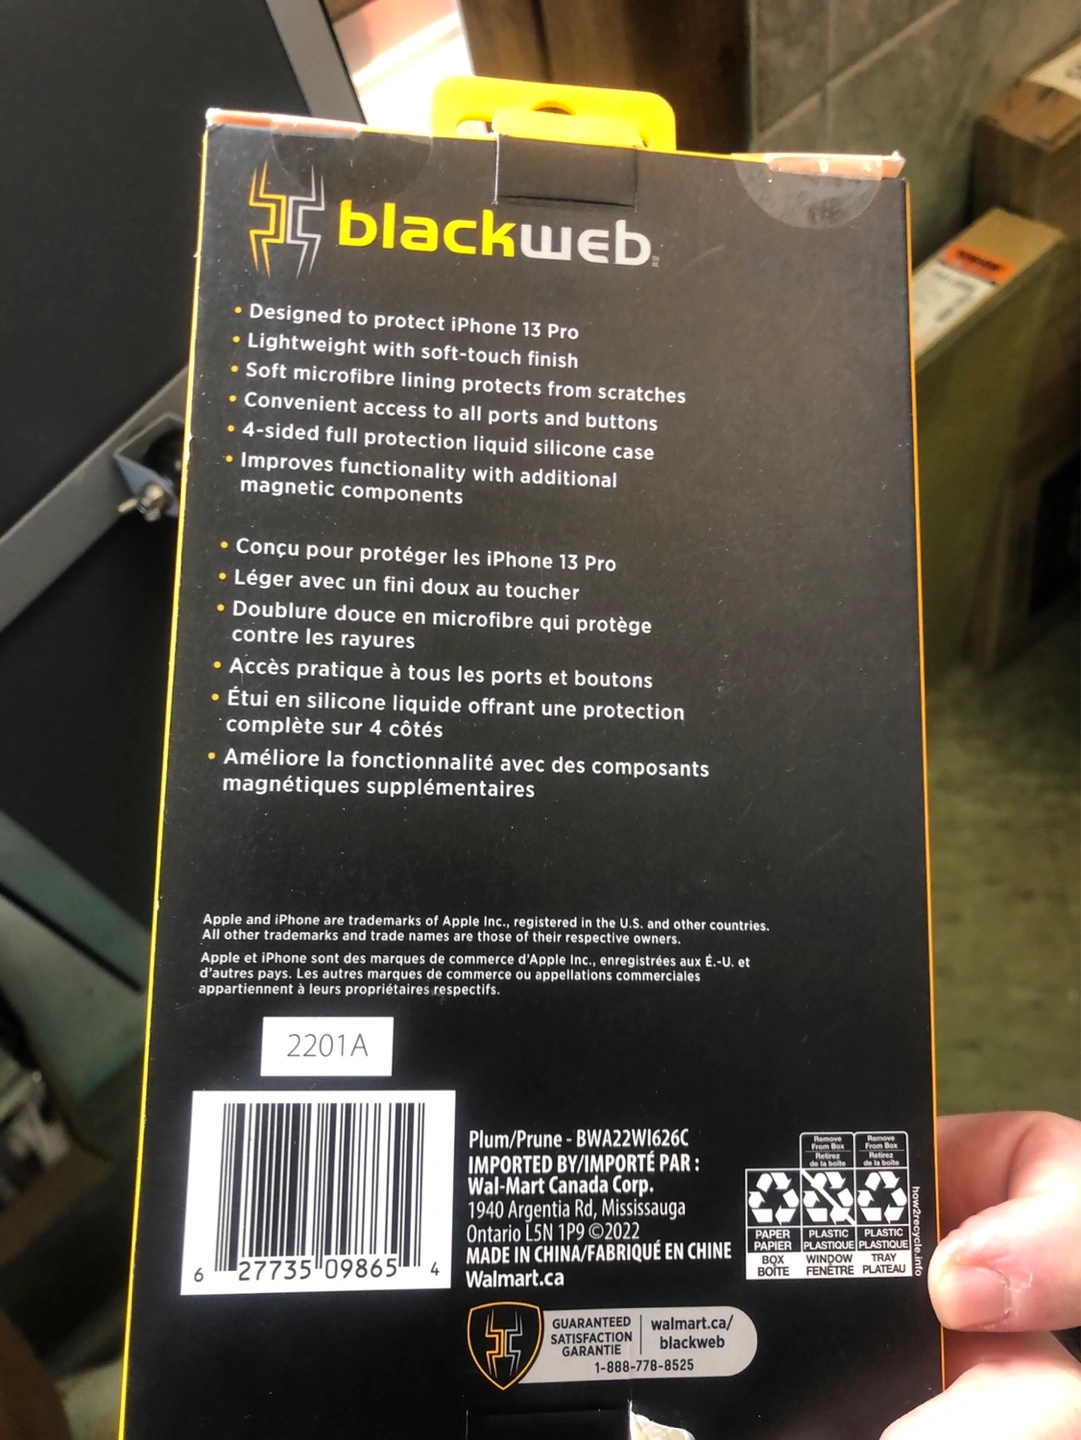 blackweb
• Designed to protect iPhone 13 Pro
• Lightweight with soft-touch finish
• Soft microfibre lining protects from scratches
• Convenient access to all ports and buttons
• 4-sided full protection liquid silicone case
• Improves functionality with additional
magnetic components
• Conçu pour protéger les iPhone 13 Pro
• Léger avec un fini doux au toucher
• Doublure douce en microfibre qui protège
contre les rayures
• Accès pratique à tous les ports et boutons
• Étui en silicone liquide offrant une protection
complète sur 4 côtés
• Améliore la fonctionnalité avec des composants
magnétiques supplémentaires
Apple and iPhone are trademarks of Apple Inc., registered in the U.S. and other countries.
All other trademarks and trade names are those of their respective owners.
Apple et iPhone sont des marques de commerce d'Apple Inc., enregistrées aux É.-U. et
d'autres pays. Les autres marques de commerce ou appellations commerciales
appartiennent à leurs propriétaires respectifs.
2201A
6 27735 09865 4
Plum/Prune - BWA22WI626C
IMPORTED BY/IMPORTÉ PAR :
Wal-Mart Canada Corp.
1940 Argentia Rd, Mississauga
Ontario L5N 1P9 ©2022
MADE IN CHINA/FABRIQUÉ EN CHINE
Walmart.ca
Remove From Box Retirez de la boîte
Remove From Box Retirez de la boîte
PAPER PAPIER
PLASTIC PLASTIQUE
PLASTIC PLASTIQUE
BOX BOÎTE
WINDOW FENÊTRE
TRAY PLATEAU
how2recycle.info
GUARANTEED
SATISFACTION
GARANTIE
walmart.ca/
blackweb
1-888-778-8525